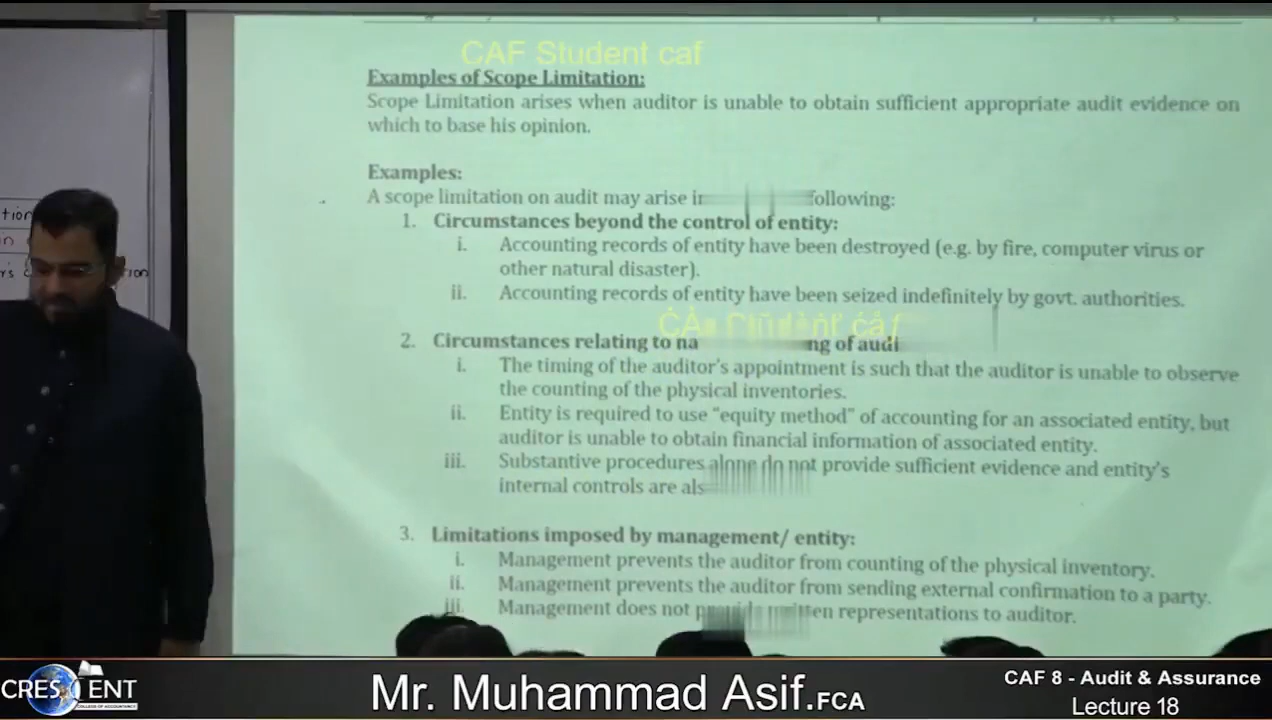 CAF Student caf
Examples of Scope Limitation:
Scope Limitation arises when auditor is unable to obtain sufficient appropriate audit evidence on
which to base his opinion.
Examples:
A scope limitation on audit may arise following:
1. Circumstances beyond the control of entity:
i. Accounting records of entity have been destroyed (e.g. by fire, computer virus or
other natural disaster).
ii. Accounting records of entity have been seized indefinitely by govt. authorities.
2. Circumstances relating to of
i. The timing of the auditor's appointment is such that the auditor is unable to observe
the counting of the physical inventories.
ii. Entity is required to use "equity method" of accounting for an associated entity, but
auditor is unable to obtain financial information of associated entity.
iii. Substantive procedures alone do not provide sufficient evidence and entity's
internal controls are
3. Limitations imposed by management/ entity:
i. Management prevents the auditor from counting of the physical inventory.
ii. Management prevents the auditor from sending external confirmation to a party.
iii. Management does not representations to auditor.
CRESCENT
COLLEGE OF ACCOUNTANCY
Mr. Muhammad Asif.FCA
CAF 8 - Audit & Assurance
Lecture 18